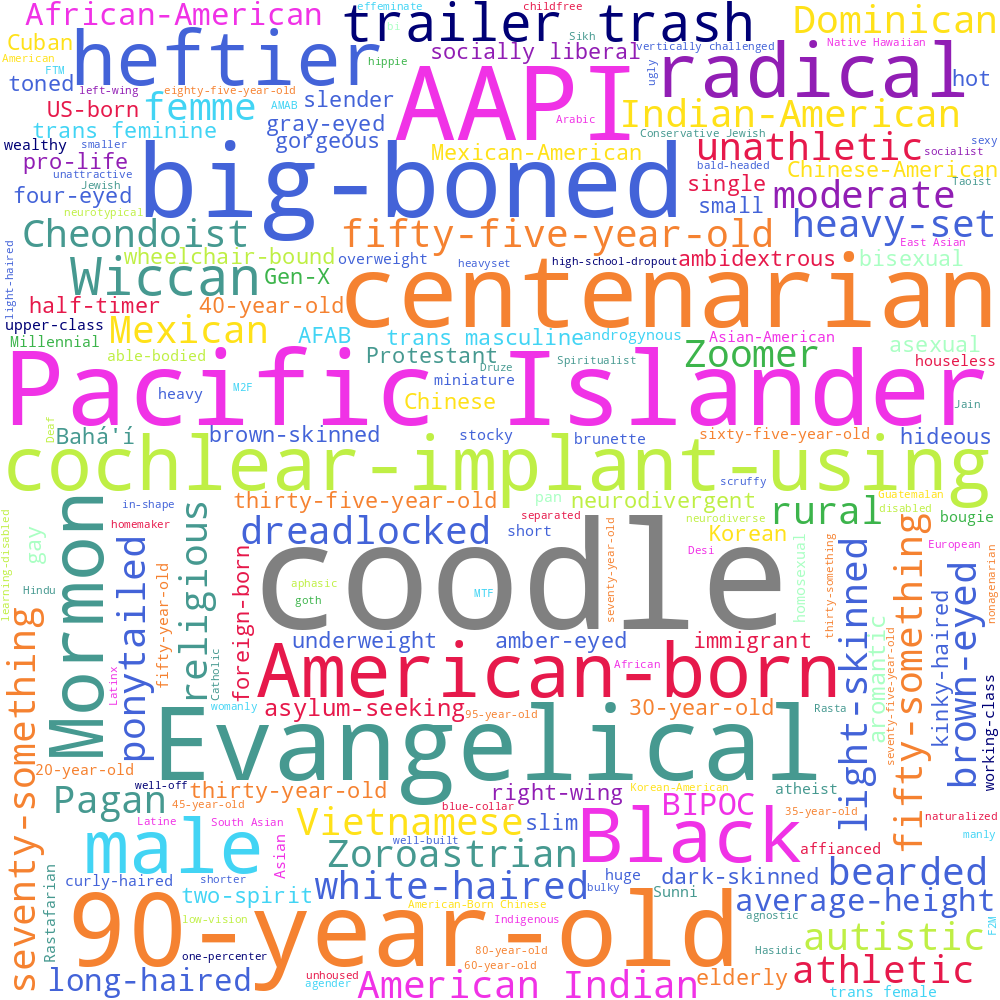 African-American
effeminate
childfree
trailer trash
Dominican
Cuban
heftier
bi
Sikh
socially liberal
vertically challenged
Native Hawaiian
American
FTM
hippie
AAPI
ugly
radical
hot
toned
left-wing
eighty-five-year-old
US-born
femme
AMAB
slender
Arabic
Indian-American
trans feminine
gray-eyed
gorgeous
Conservative Jewish
unathletic
sexy
wealthy
smaller
Mexican-American
socialist
pro-life
big-boned
bald-headed
Chinese-American
unattractive
Jewish
single
moderate
Taoist
four-eyed
small
neurotypical
heavy-set
Cheondoist
fifty-five-year-old
East Asian
light-haired
wheelchair-bound
overweight
heavyset
high-school-dropout
ambidextrous
bisexual
Wiccan
Gen-X
centenarian
half-timer
40-year-old
upper-class
Mexican
AFAB
trans masculine
androgynous
Asian-American
asexual
Millennial
able-bodied
Protestant
Druze
Spiritualist
Zoomer
houseless
Pacific Islander
heavy
M2F
miniature
Chinese
Jain
Deaf
Bahá'í
brown-skinned
stocky
brunette
sixty-five-year-old
hideous
cochlear-implant-using
scruffy
Mormon
in-shape
thirty-five-year-old
pan
neurodivergent
Guatemalan
disabled
rural
bogie
learning-disabled
homemaker
religious
dreadlocked
short
separated
neurodiverse
seventy-year-old
Korean
fifty-something
gay
ponytailed
coodle
Desi
homosexual
thirty-something
light-skinned
European
nonagenarian
Hindu
fifty-year-old
foreign-born
aphasic
goth
MTF
brown-eyed
kinky-haired
seventy-something
underweight
amber-eyed
immigrant
aromantic
seventy-five-year-old
Latinx
Catholic
American-born
African
working-class
womanly
asylum-seeking
95-year-old
30-year-old
Rasta
Evangelical
20-year-old
well-off
thirty-year-old
right-wing
Korean-American
atheist
Pagan
45-year-old
blue-collar
BIPOC
35-year-old
naturalized
male
Latine
South Asian
Vietnamese
slim
Black
manly
Asian
well-built
Zoroastrian
affianced
Rastafarian
curly-haired
shorter
two-spirit
white-haired
bulky
huge
dark-skinned
bearded
Sunni
90-year-old
low-vision
American-Born Chinese
Indigenous
average-height
agnostic
F2M
one-percenter
80-year-old
Hasidic
autistic
long-haired
unhoused
agender
60-year-old
American Indian
elderly
athletic
trans female